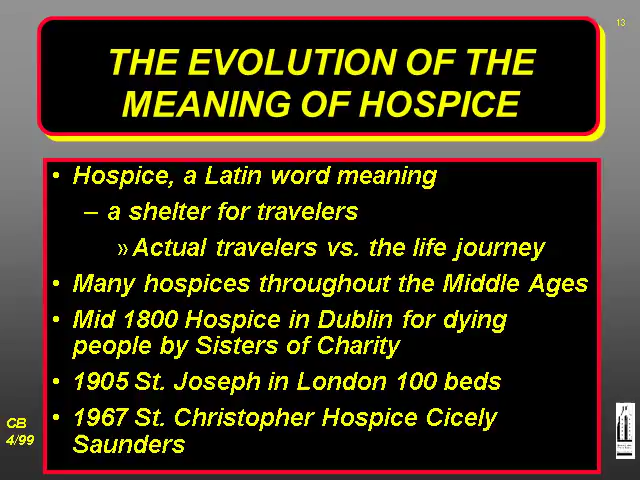 13
THE EVOLUTION OF THE
MEANING OF HOSPICE
• Hospice, a Latin word meaning
– a shelter for travelers
» Actual travelers vs. the life journey
• Many hospices throughout the Middle Ages
• Mid 1800 Hospice in Dublin for dying
people by Sisters of Charity
• 1905 St. Joseph in London 100 beds
• 1967 St. Christopher Hospice Cicely
Saunders
CB
4/99